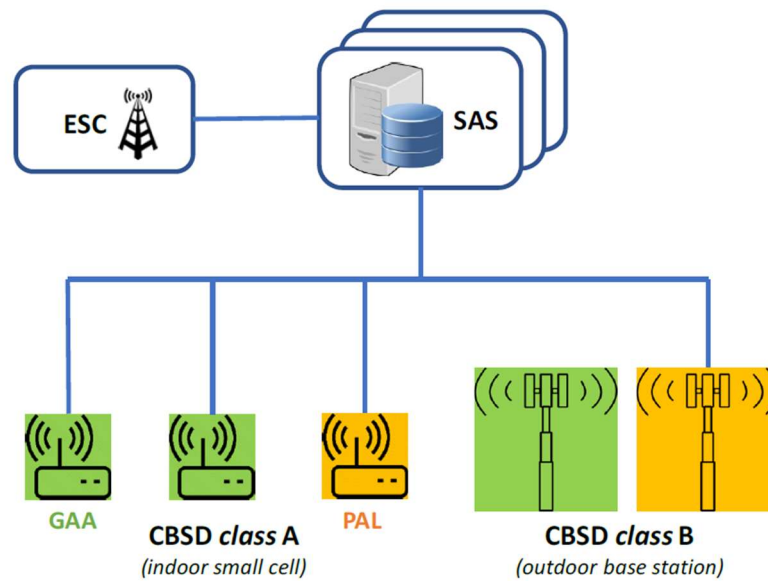 ESC
SAS
GAA
PAL
CBSD class A
(indoor small cell)
CBSD class B
(outdoor base station)